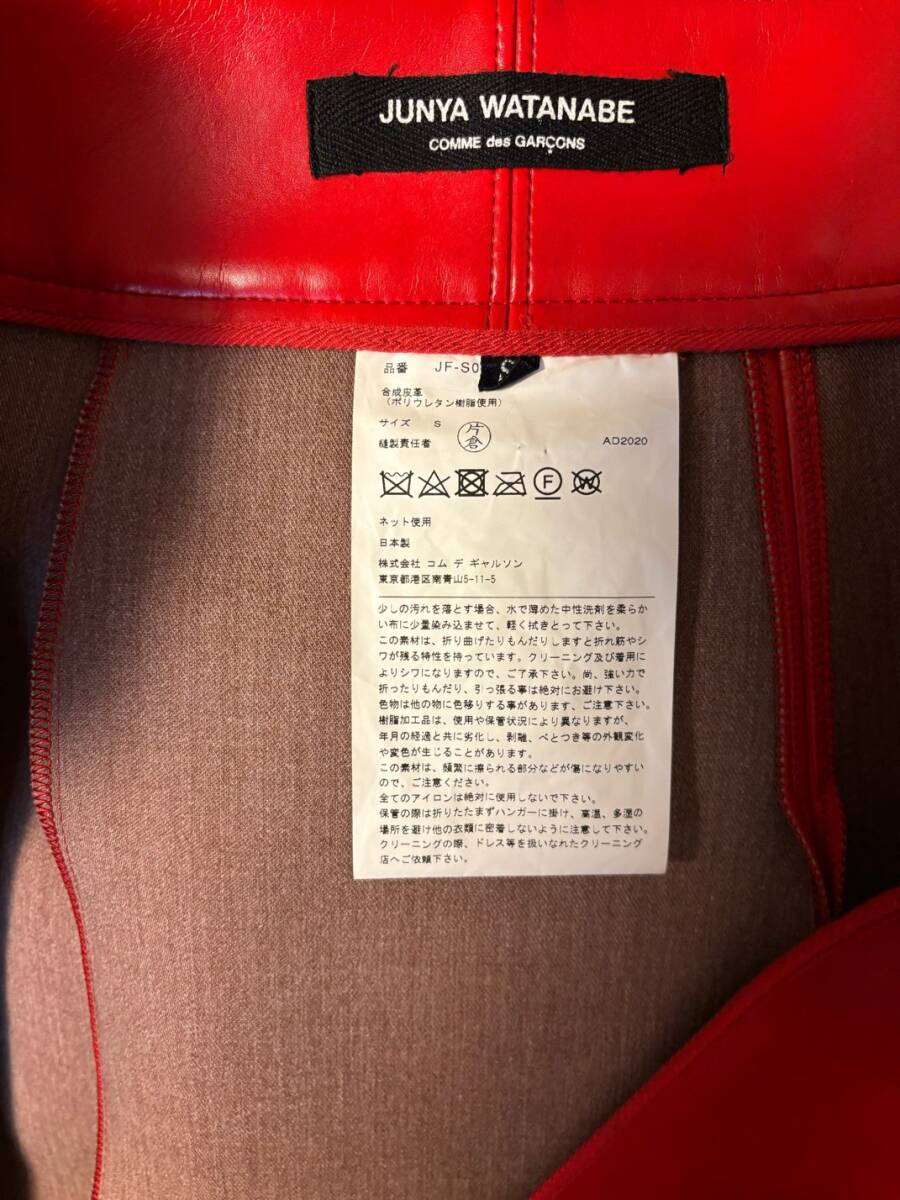 JUNYA WATANABE
COMME des GARÇONS
品番 JF-S0
合成皮革
(ポリウレタン樹脂使用)
サイズ S
片倉
縫製責任者 AD2020
F W
ネット使用
日本製
株式会社 コム デ ギャルソン
東京都港区南青山5-11-5
少しの汚れを落とす場合、水で薄めた中性洗剤を柔らか
い布に少量染み込ませて、軽く拭きとって下さい。
この素材は、折り曲げたりもんだりしますと折れ筋やシ
ワが残る特性を持っています。クリーニング及び着用に
よりシワになりますので、ご了承下さい。尚、強い力で
折ったりもんだり、引っ張る事は絶対にお避け下さい。
色物は他の物に色移りする事があります、ご注意下さい。
樹脂加工品は、使用や保管状況により異なりますが、
年月の経過と共に劣化し、剥離、べとつき等の外観変化
や変色が生じることがあります。
この素材は、頻繁に擦られる部分などが傷になりやすい
ので、ご注意ください。
全てのアイロンは絶対に使用しないで下さい。
保管の際は折りたたまずハンガーに掛け、高温、多湿の
場所を避け他の衣類に密着しないように注意して下さい。
クリーニングの際、ドレス等を扱いなれたクリーニング
店へご依頼下さい。